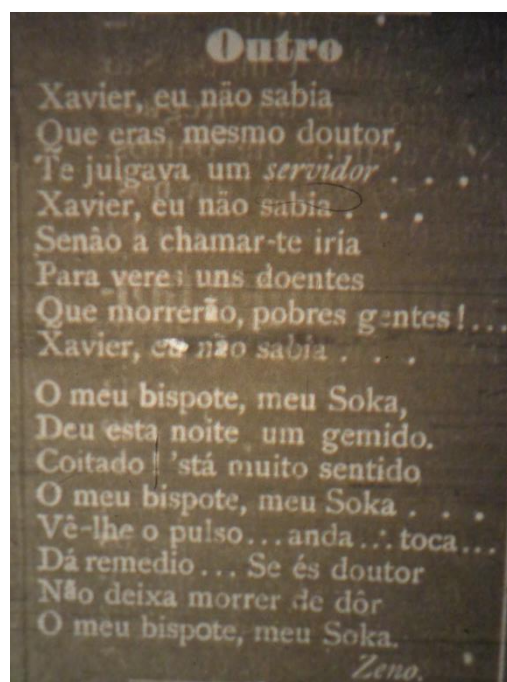 Outro
Xavier, eu não sabia
Que eras mesmo doutor,
Te julgava um servidor . . . .
Xavier, eu não sabia . . .
Senão a chamar-te iria
Para veres uns doentes
Que morrerão, pobres gentes!...
Xavier, eu não sabia . . .
O meu bispote, meu Soka,
Deu esta noite um gemido.
Coitado! 'stá muito sentido
O meu bispote, meu Soka . . .
Vê-lhe o pulso... anda ... toca...
Dá remedio... Se és doutor
Não deixa morrer de dôr
O meu bispote, meu Soka.
Zeno.